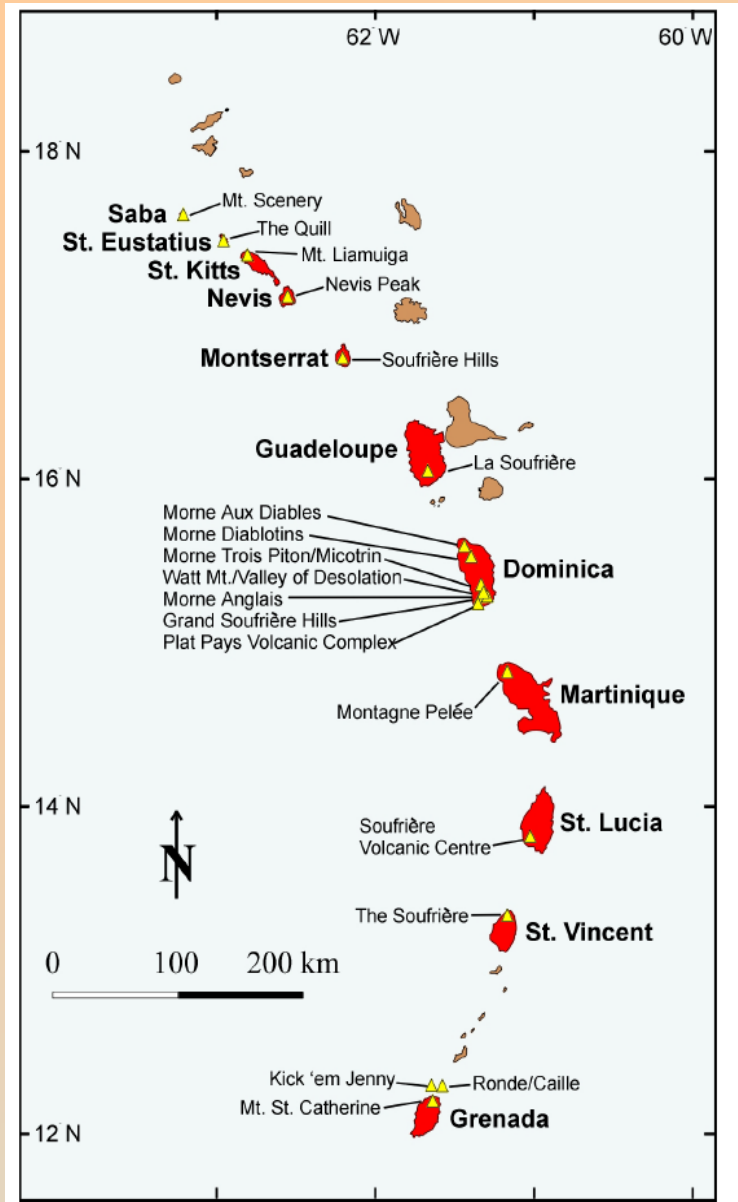 62°W 60°W
18°N
Mt. Scenery
Saba
The Quill
St. Eustatius
Mt. Liamuiga
St. Kitts
Nevis Peak
Nevis
Montserrat
Soufrière Hills
Guadeloupe
La Soufrière
16°N
Morne Aux Diables
Morne Diablotins
Morne Trois Piton/Micotrin
Dominica
Watt Mt./Valley of Desolation
Morne Anglais
Grand Soufrière Hills
Plat Pays Volcanic Complex
Martinique
Montagne Pelée
14°N
St. Lucia
Soufrière
Volcanic Centre
N
The Soufrière
St. Vincent
0 100 200 km
Kick 'em Jenny
Ronde/Caille
Mt. St. Catherine
Grenada
12°N